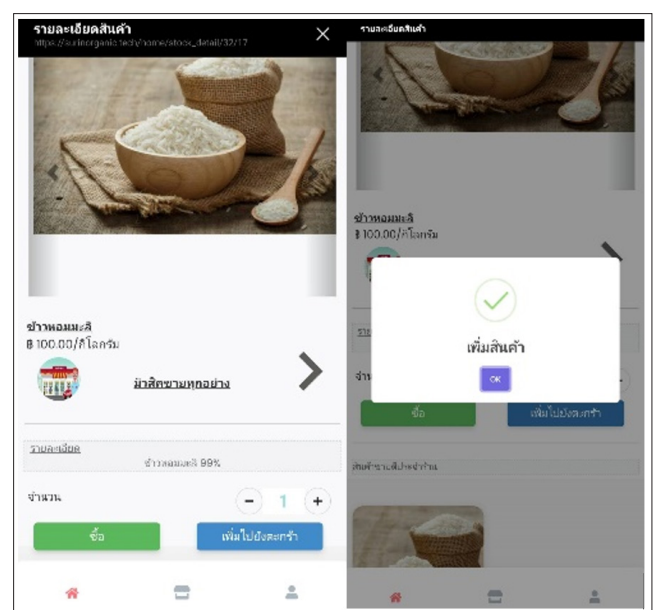 รายละเอียดสินค้า
https://surinorganic.tech/home/stock_detail/32/17
ข้าวหอมมะลิ
฿ 100.00/กิโลกรัม
ม้าสิตขายทุกอย่าง
รายละเอียด
ข้าวหอมมะลิ 99%
จำนวน
1
ซื้อ
เพิ่มไปยังตะกร้า
รายละเอียดสินค้า
ข้าวหอมมะลิ
฿ 100.00/กิโลกรัม
เพิ่มสินค้า
OK
ซื้อ
เพิ่มไปยังตะกร้า
สินค้าขายดีประจำร้าน